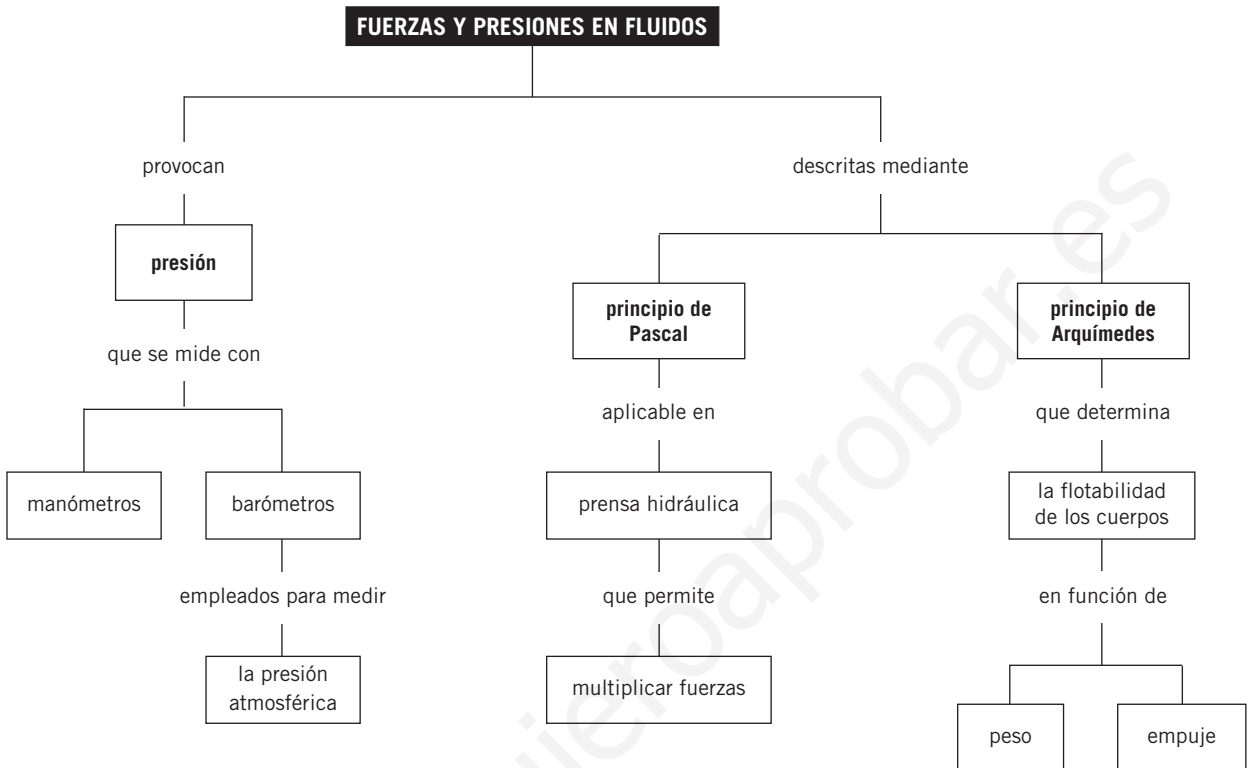 FUERZAS Y PRESIONES EN FLUIDOS
provocan
presión
que se mide con
manómetros
barómetros
empleados para medir
la presión
atmosférica
descritas mediante
principio de
Pascal
aplicable en
prensa hidráulica
que permite
multiplicar fuerzas
principio de
Arquímedes
que determina
la flotabilidad
de los cuerpos
en función de
peso
empuje